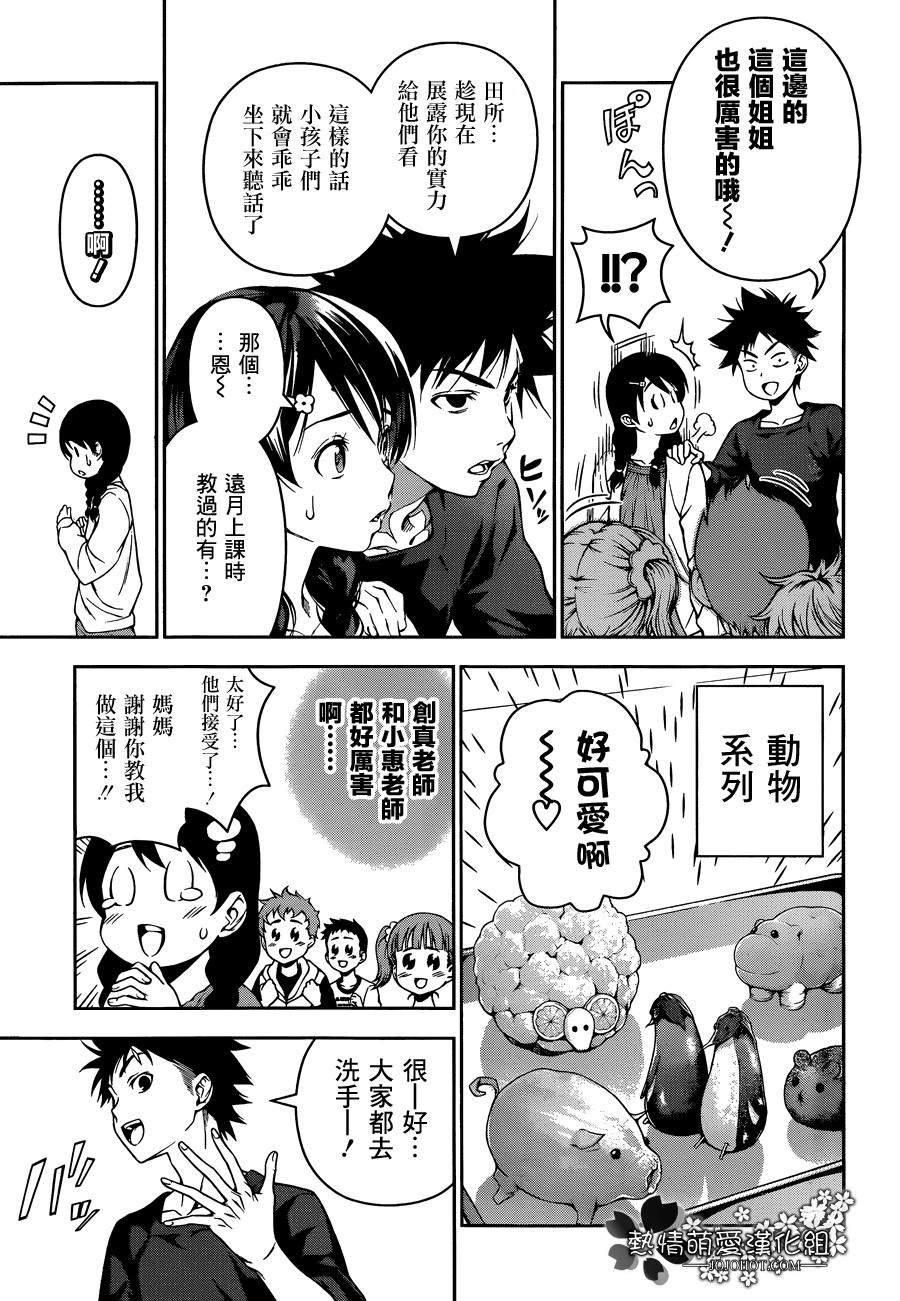 這邊的
這個姐姐
也很厲害的哦～！
ぽんっ
!!?
田所…
趁現在
展露你的實力
給他們看
這樣的話
小孩子們
就會乖乖
坐下來聽話了
ヒソッ
那個…
…恩～
遠月上課時
教過的有…?
……啊！
動物
系列
好可愛啊
～♡
創真老師
和小惠老師
都好厲害
啊……
太好了…
他們接受了…！
媽媽
謝謝你教我
做這個…!!
很—好…
大家都去
洗手—！
熱情萌愛漢化組
JOJOHOT.COM